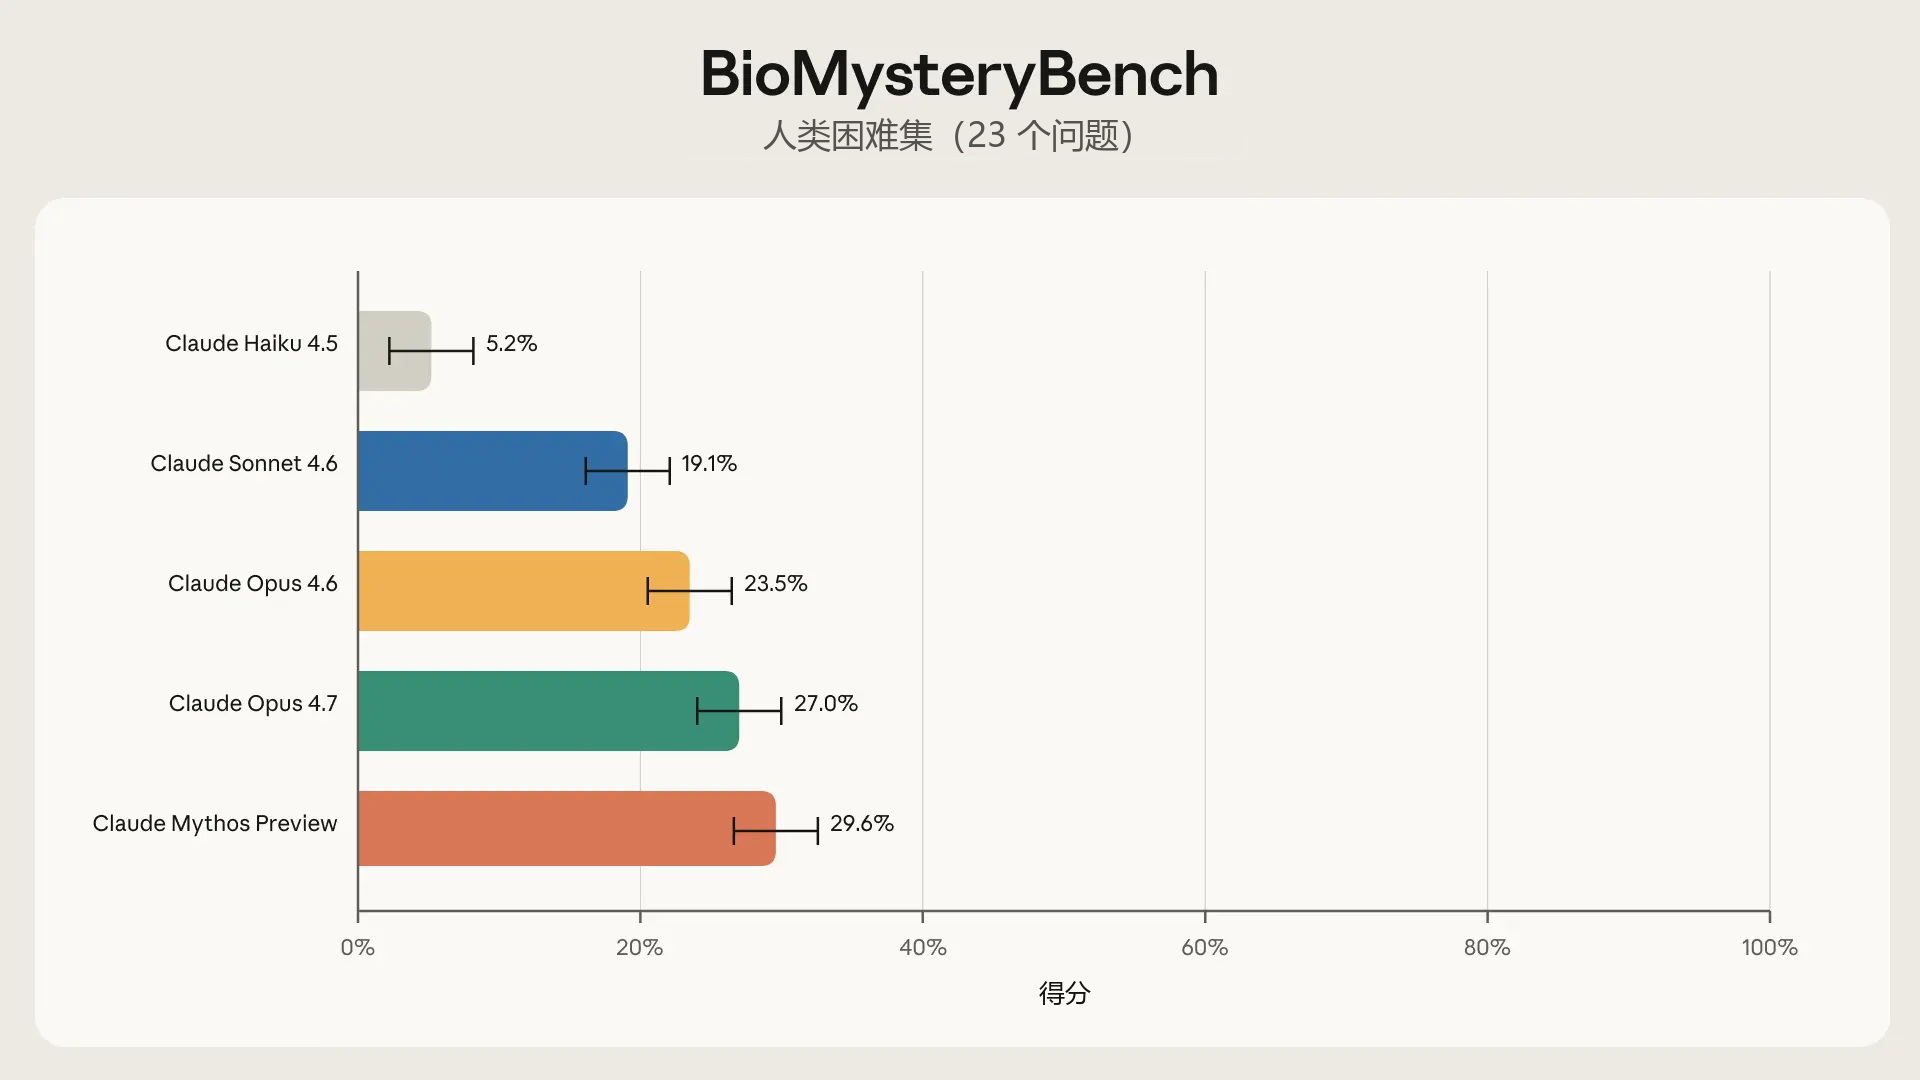 BioMysteryBench
人类困难集（23 个问题）
Claude Haiku 4.5
5.2%
Claude Sonnet 4.6
19.1%
Claude Opus 4.6
23.5%
Claude Opus 4.7
27.0%
Claude Mythos Preview
29.6%
0% 20% 40% 60% 80% 100%
得分